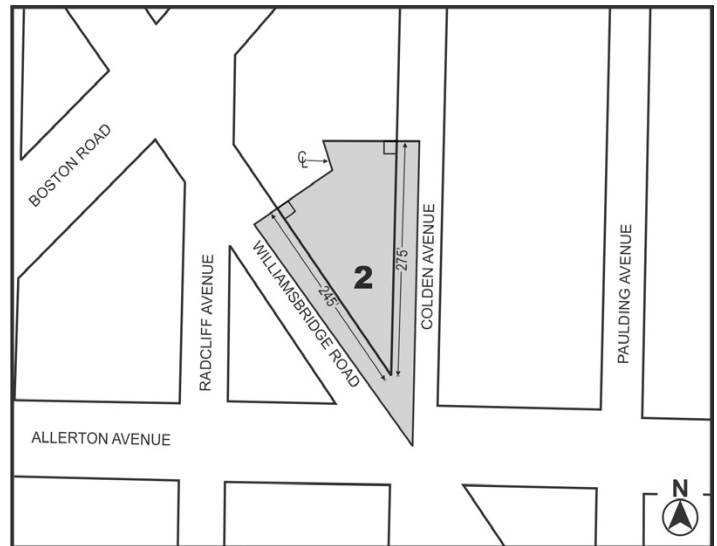 BOSTON ROAD
℄
RADCLIFF AVENUE
WILLIAMSBRIDGE ROAD
245'
2
275'
COLDEN AVENUE
PAULDING AVENUE
ALLERTON AVENUE
N